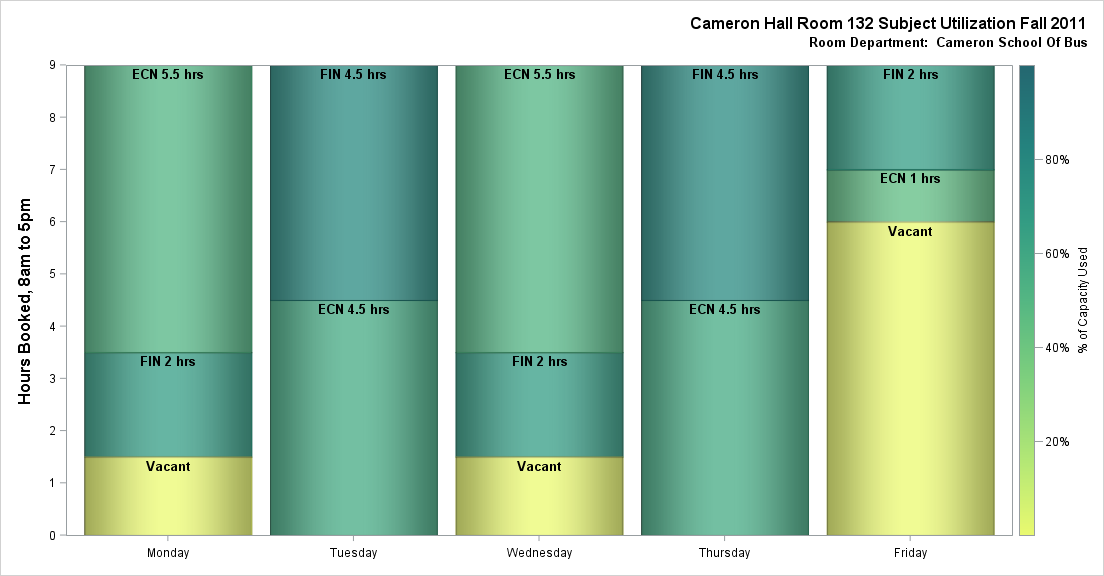 Cameron Hall Room 132 Subject Utilization Fall 2011
Room Department:  Cameron School Of Bus
Hours Booked, 8am to 5pm
9
8
7
6
5
4
3
2
1
0
ECN 5.5 hrs
FIN 2 hrs
Vacant
FIN 4.5 hrs
ECN 4.5 hrs
ECN 5.5 hrs
FIN 2 hrs
Vacant
FIN 4.5 hrs
ECN 4.5 hrs
FIN 2 hrs
ECN 1 hrs
Vacant
Monday
Tuesday
Wednesday
Thursday
Friday
80%
60%
40%
20%
% of Capacity Used